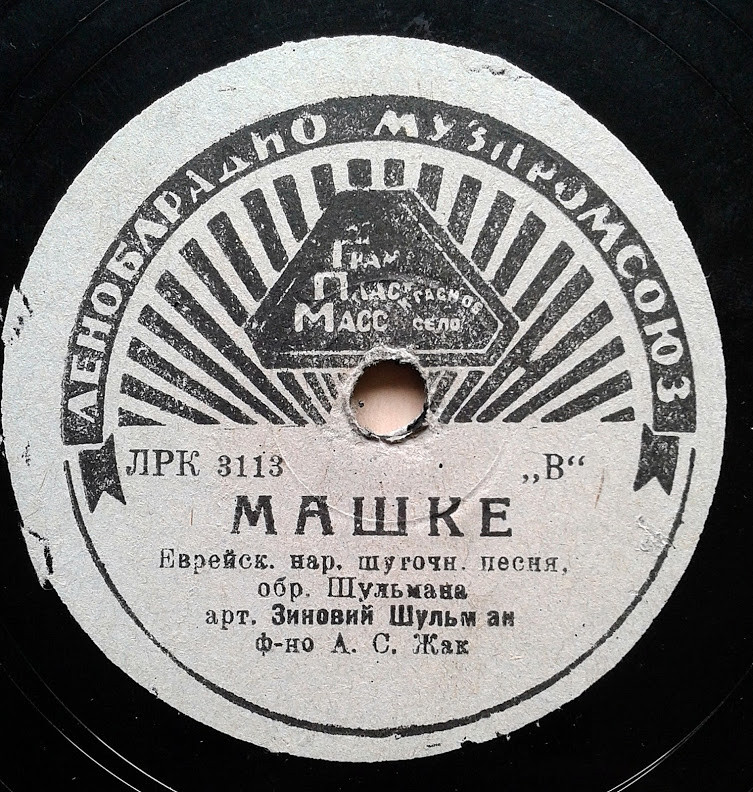 ЛЕНОБЛРАДИО МУЗПРОМСОЮЗ
ГРАМ
ПЛАС КРАСНОЕ
МАСС СЕЛО
ЛРК 3113 „В“
МАШКЕ
Еврейск. нар. шуточн. песня,
обр. Шульмана
арт. Зиновий Шульман
ф-но А. С. Жак